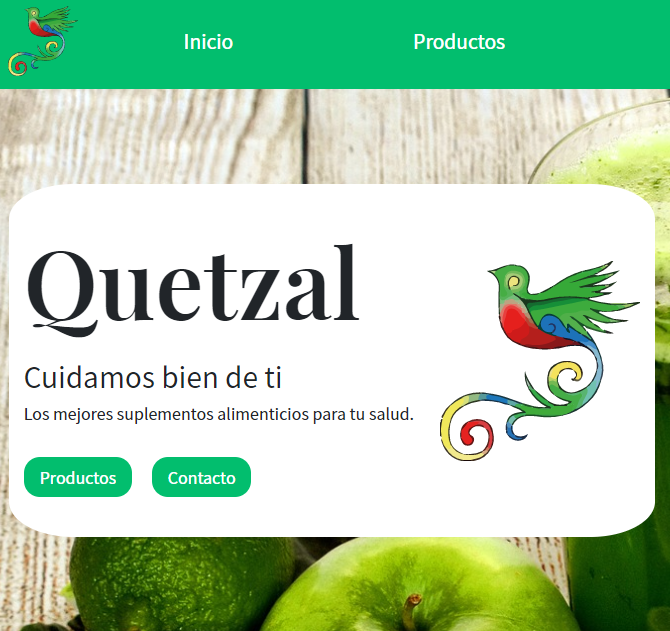 Inicio Productos
Quetzal
Cuidamos bien de ti
Los mejores suplementos alimenticios para tu salud.
Productos Contacto